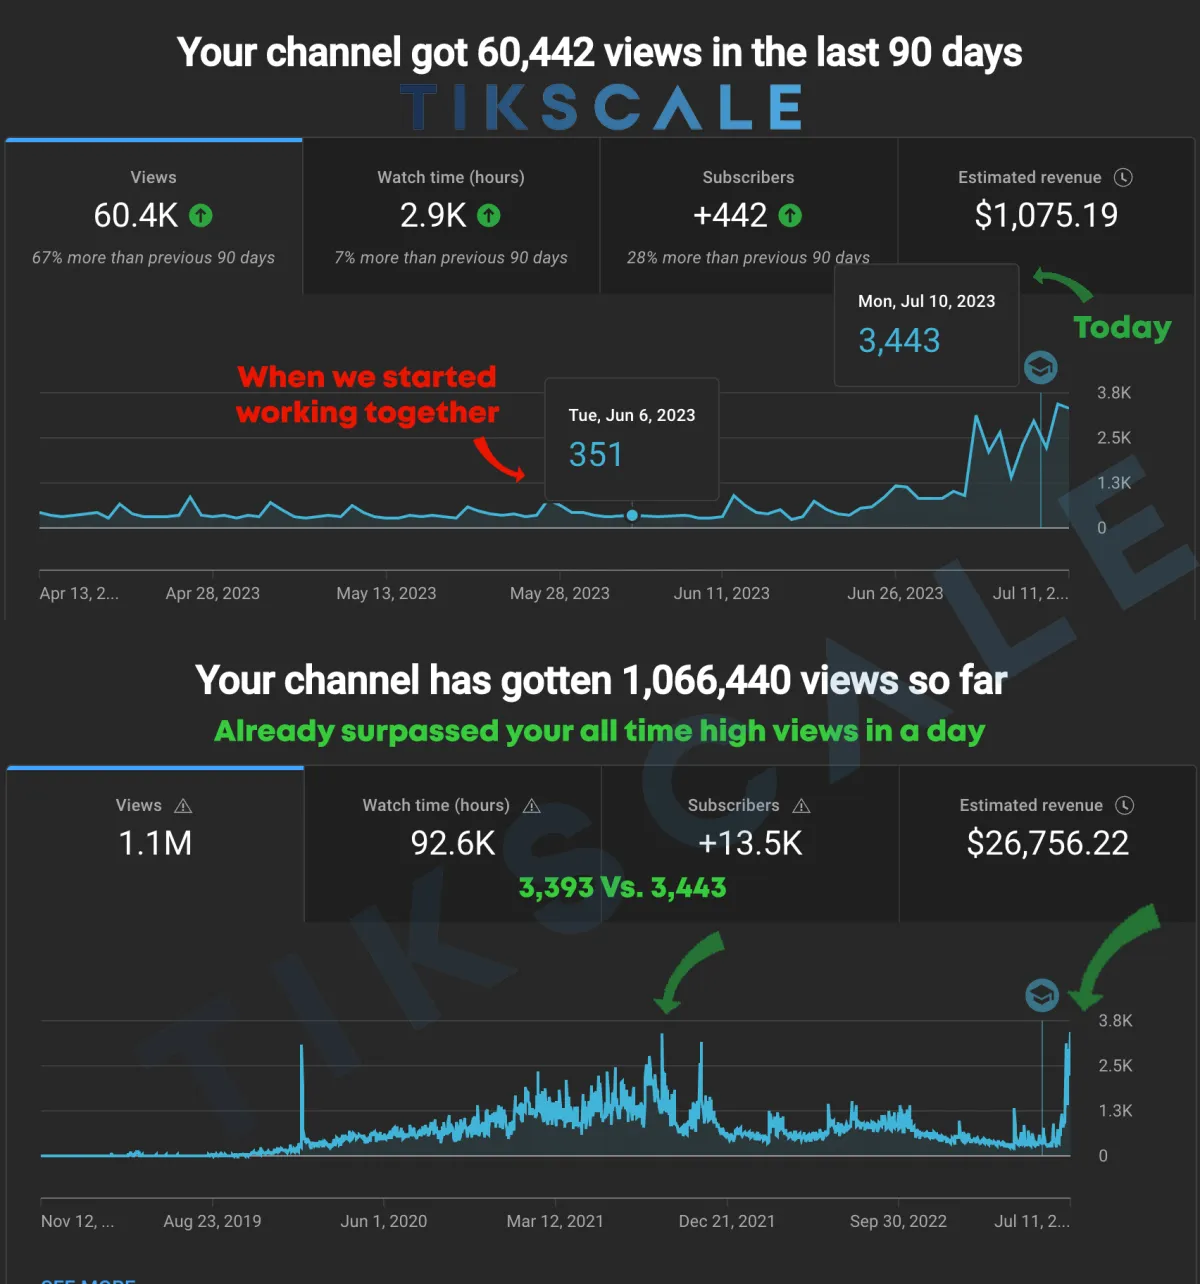 Your channel got 60,442 views in the last 90 days
TIKSCALE
Views
60.4K
67% more than previous 90 days
Watch time (hours)
2.9K
7% more than previous 90 days
Subscribers
+442
28% more than previous 90 days
Estimated revenue
$1,075.19
Mon, Jul 10, 2023
3,443
Today
When we started
working together
Tue, Jun 6, 2023
351
3.8K
2.5K
1.3K
0
Apr 13, 2...
Apr 28, 2023
May 13, 2023
May 28, 2023
Jun 11, 2023
Jun 26, 2023
Jul 11, 2...
TIKSCALE
Your channel has gotten 1,066,440 views so far
Already surpassed your all time high views in a day
Views
1.1M
Watch time (hours)
92.6K
Subscribers
+13.5K
Estimated revenue
$26,756.22
3,393 Vs. 3,443
3.8K
2.5K
1.3K
0
Nov 12, ...
Aug 23, 2019
Jun 1, 2020
Mar 12, 2021
Dec 21, 2021
Sep 30, 2022
Jul 11, 2...
SEE MORE